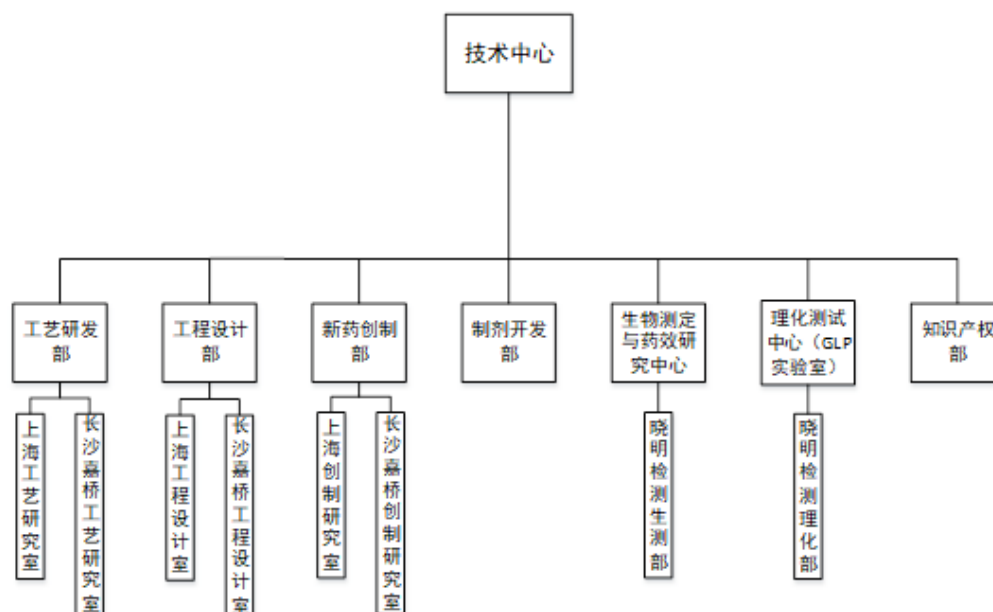 技术中心
工艺研发
部
工程设计
部
新药创制
部
制剂开发
部
生物测定
与药效研
究中心
理化测试
中心（GLP
实验室）
知识产权
部
上海工艺研究室
长沙嘉桥工艺研究室
上海工程设计室
长沙嘉桥工程设计室
上海创制研究室
长沙嘉桥创制研究室
晓明检测生测部
晓明检测理化部